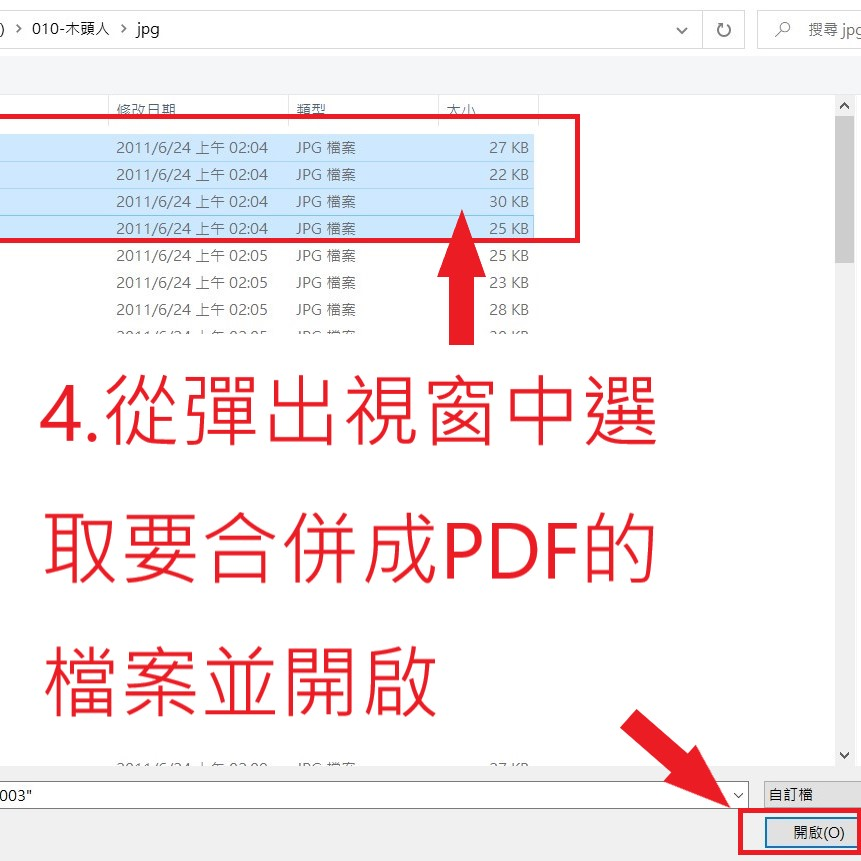 ) > 010-木頭人 > jpg
搜尋 jpg
修改日期 類型 大小
2011/6/24 上午 02:04 JPG 檔案 27 KB
2011/6/24 上午 02:04 JPG 檔案 22 KB
2011/6/24 上午 02:04 JPG 檔案 30 KB
2011/6/24 上午 02:04 JPG 檔案 25 KB
2011/6/24 上午 02:05 JPG 檔案 25 KB
2011/6/24 上午 02:05 JPG 檔案 23 KB
2011/6/24 上午 02:05 JPG 檔案 28 KB
4.從彈出視窗中選
取要合併成PDF的
檔案並開啟
003"
自訂檔
開啟(O)